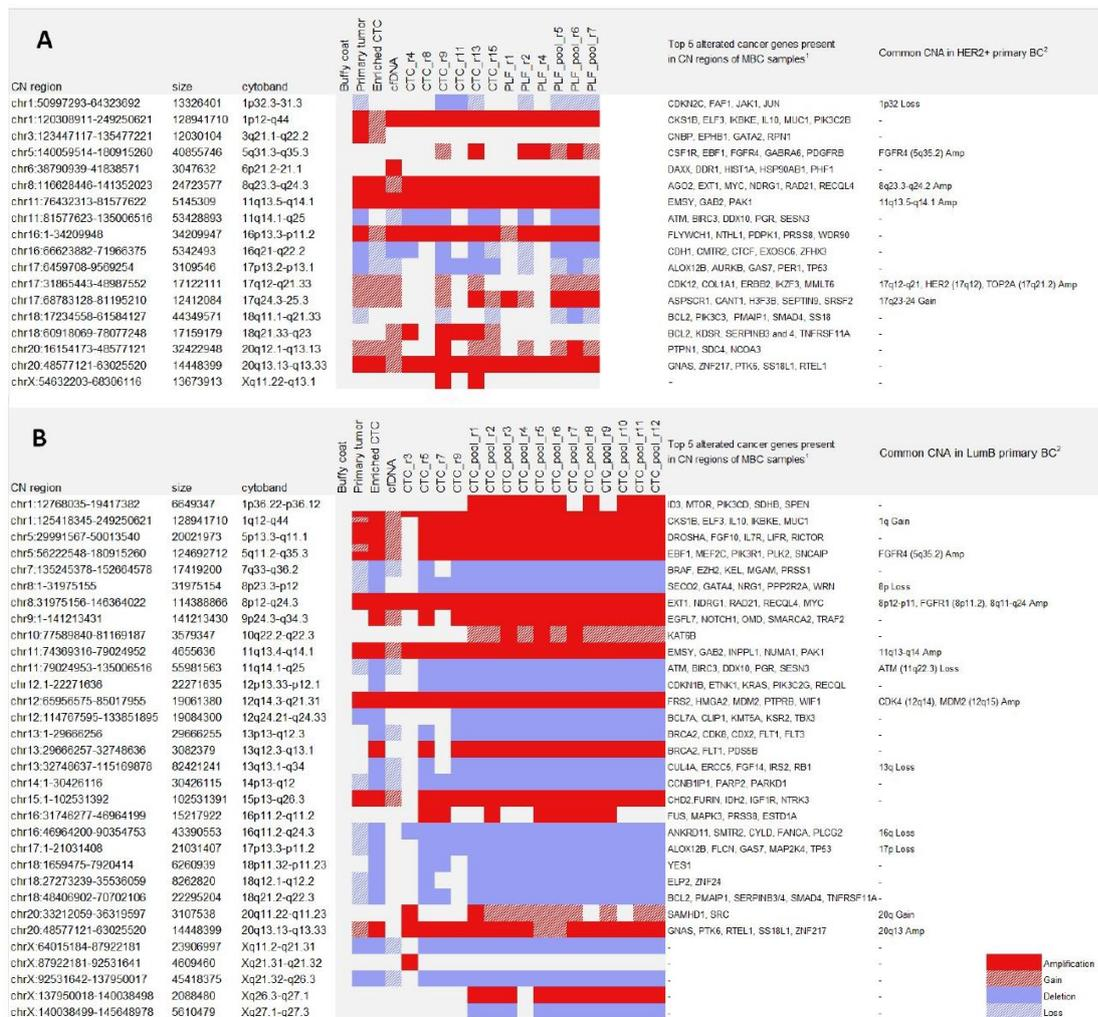 A
CN region size cytoband Buffy coat Primary tumor Enriched CTC cfDNA CTC_r4 CTC_r8 CTC_r9 CTC_r11 CTC_r13 CTC_r15 PLF_r1 PLF_r2 PLF_r4 PLF_pool_r5 PLF_pool_r6 PLF_pool_r7 Top 5 alterated cancer genes present in CN regions of MBC samples¹ Common CNA in HER2+ primary BC²
chr1:50997293-64323692 13326401 1p32.3-31.3 CDKN2C, FAF1, JAK1, JUN 1p32 Loss
chr1:120308911-249250621 128941710 1p12-q44 CKS1B, ELF3, IKBKE, IL10, MUC1, PIK3C2B -
chr3:123447117-135477221 12030104 3q21.1-q22.2 CNBP, EPHB1, GATA2, RPN1 -
chr5:140059514-180915260 40855746 5q31.3-q35.3 CSF1R, EBF1, FGFR4, GABRA6, PDGFRB FGFR4 (5q35.2) Amp
chr6:38790939-41838571 3047632 6p21.2-21.1 DAXX, DDR1, HIST1A, HSP90AB1, PHF1 -
chr8:116628446-141352023 24723577 8q23.3-q24.3 AGO2, EXT1, MYC, NDRG1, RAD21, RECQL4 8q23.3-q24.2 Amp
chr11:76432313-81577622 5145309 11q13.5-q14.1 EMSY, GAB2, PAK1 11q13.5-q14.1 Amp
chr11:81577623-135006516 53428893 11q14.1-q25 ATM, BIRC3, DDX10, PGR, SESN3 -
chr16:1-34209948 34209947 16p13.3-p11.2 FLYWCH1, NTHL1, PDPK1, PRSS8, WDR90 -
chr16:66623882-71966375 5342493 16q21-q22.2 CDH1, CMTR2, CTCF, EXOSC6, ZFHX3 -
chr17:6459708-9569254 3109546 17p13.2-p13.1 ALOX12B, AURKB, GAS7, PER1, TP53 -
chr17:31865443-48987552 17122111 17q12-q21.33 CDK12, COL1A1, ERBB2, IKZF3, MMLT6 17q12-q21, HER2 (17q12), TOP2A (17q21.2) Amp
chr17:68783128-81195210 12412084 17q24.3-25.3 ASPSCR1, CANT1, H3F3B, SEPTIN9, SRSF2 17q23-24 Gain
chr18:17234558-61584127 44349571 18q11.1-q21.33 BCL2, PIK3C3, PMAIP1, SMAD4, SS18 -
chr18:60918069-78077248 17159179 18q21.33-q23 BCL2, KDSR, SERPINB3 and 4, TNFRSF11A -
chr20:16154173-48577121 32422948 20q12.1-q13.13 PTPN1, SDC4, NCOA3 -
chr20:48577121-63025520 14448399 20q13.13-q13.33 GNAS, ZNF217, PTK6, SS18L1, RTEL1 -
chrX:54632203-68306116 13673913 Xq11.22-q13.1 - -
B
CN region size cytoband Buffy coat Primary tumor Enriched CTC cfDNA CTC_r3 CTC_r5 CTC_r7 CTC_r9 CTC_pool_r1 CTC_pool_r2 CTC_pool_r3 CTC_pool_r4 CTC_pool_r5 CTC_pool_r6 CTC_pool_r7 CTC_pool_r8 CTC_pool_r9 CTC_pool_r10 CTC_pool_r11 CTC_pool_r12 Top 5 alterated cancer genes present in CN regions of MBC samples¹ Common CNA in LumB primary BC²
chr1:12768035-19417382 6649347 1p36.22-p36.12 ID3, MTOR, PIK3CD, SDHB, SPEN -
chr1:125418345-249250621 128941710 1q12-q44 CKS1B, ELF3, IL10, IKBKE, MUC1 1q Gain
chr5:29991567-50013540 20021973 5p13.3-q11.1 DROSHA, FGF10, IL7R, LIFR, RICTOR -
chr5:56222548-180915260 124692712 5q11.2-q35.3 EBF1, MEF2C, PIK3R1, PLK2, SNCAIP FGFR4 (5q35.2) Amp
chr7:135245378-152664578 17419200 7q33-q36.2 BRAF, EZH2, KEL, MGAM, PRSS1 -
chr8:1-31975155 31975154 8p23.3-p12 SECO2, GATA4, NRG1, PPP2R2A, WRN 8p Loss
chr8:31975156-146364022 114388866 8p12-q24.3 EXT1, NDRG1, RAD21, RECQL4, MYC 8p12-p11, FGFR1 (8p11.2), 8q11-q24 Amp
chr9:1-141213431 141213430 9p24.3-q34.3 EGFL7, NOTCH1, OMD, SMARCA2, TRAF2 -
chr10:77589840-81169187 3579347 10q22.2-q22.3 KAT6B -
chr11:74369316-79024952 4655636 11q13.4-q14.1 EMSY, GAB2, INPPL1, NUMA1, PAK1 11q13-q14 Amp
chr11:79024953-135006516 55981563 11q14.1-q25 ATM, BIRC3, DDX10, PGR, SESN3 ATM (11q22.3) Loss
chr12:1-22271636 22271635 12p13.33-p12.1 CDKN1B, ETNK1, KRAS, PIK3C2G, RECQL -
chr12:65956575-85017955 19061380 12q14.3-q21.31 FRS2, HMGA2, MDM2, PTPRB, WIF1 CDK4 (12q14), MDM2 (12q15) Amp
chr12:114767595-133851895 19084300 12q24.21-q24.33 BCL7A, CLIP1, KMT5A, KSR2, TBX3 -
chr13:1-29666256 29666255 13p13-q12.3 BRCA2, CDK8, CDX2, FLT1, FLT3 -
chr13:29666257-32748636 3082379 13q12.3-q13.1 BRCA2, FLT1, PDS5B -
chr13:32748637-115169878 82421241 13q13.1-q34 CUL4A, ERCC5, FGF14, IRS2, RB1 13q Loss
chr14:1-30426116 30426115 14p13-q12 CCNB1IP1, PARP2, PARKD1 -
chr15:1-102531392 102531391 15p13-q26.3 CHD2,FURIN, IDH2, IGF1R, NTRK3 -
chr16:31746277-46964199 15217922 16p11.2-q11.2 FUS, MAPK3, PRSS8, ESTD1A -
chr16:46964200-90354753 43390553 16q11.2-q24.3 ANKRD11, SMTR2, CYLD, FANCA, PLCG2 16q Loss
chr17:1-21031408 21031407 17p13.3-p11.2 ALOX12B, FLCN, GAS7, MAP2K4, TP53 17p Loss
chr18:1659475-7920414 6260939 18p11.32-p11.23 YES1 -
chr18:27273239-35536059 8262820 18q12.1-q12.2 ELP2, ZNF24 -
chr18:48406902-70702106 22295204 18q21.2-q22.3 BCL2, PMAIP1, SERPINB3/4, SMAD4, TNFRSF11A -
chr20:33212059-36319597 3107538 20q11.22-q11.23 SAMHD1, SRC 20q Gain
chr20:48577121-63025520 14448399 20q13.13-q13.33 GNAS, PTK6, RTEL1, SS18L1, ZNF217 20q13 Amp
chrX:64015184-87922181 23906997 Xq11.2-q21.31 - -
chrX:87922181-92531641 4609460 Xq21.31-q21.32 - -
chrX:92531642-137950017 45418375 Xq21.32-q26.3 - -
chrX:137950018-140038498 2088480 Xq26.3-q27.1 - -
chrX:140038499-145648978 5610479 Xq27.1-q27.3 - -
Amplification
Gain
Deletion
Loss